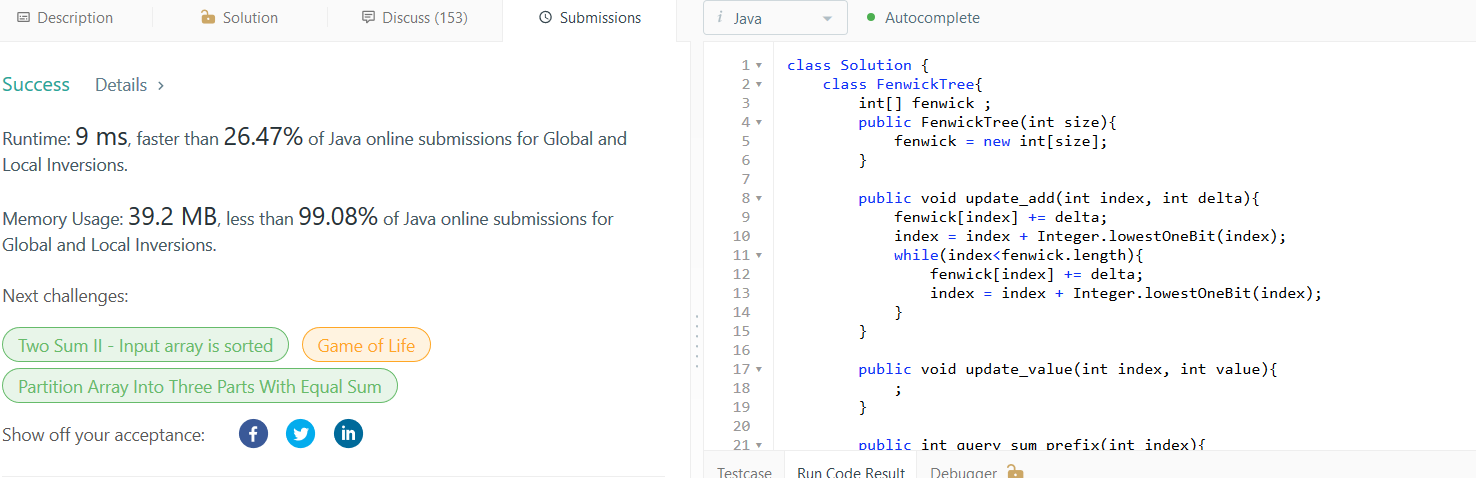 Description
Solution
Discuss (153)
Submissions
Success Details >
Runtime: 9 ms, faster than 26.47% of Java online submissions for Global and
Local Inversions.
Memory Usage: 39.2 MB, less than 99.08% of Java online submissions for
Global and Local Inversions.
Next challenges:
Two Sum II - Input array is sorted
Game of Life
Partition Array Into Three Parts With Equal Sum
Show off your acceptance:
i Java
Autocomplete
1 class Solution {
2 class FenwickTree{
3 int[] fenwick ;
4 public FenwickTree(int size){
5 fenwick = new int[size];
6 }
7
8 public void update_add(int index, int delta){
9 fenwick[index] += delta;
10 index = index + Integer.lowestOneBit(index);
11 while(index<fenwick.length){
12 fenwick[index] += delta;
13 index = index + Integer.lowestOneBit(index);
14 }
15 }
16
17 public void update_value(int index, int value){
18 ;
19 }
20
21 public int query_sum_prefix(int index){
Testcase
Run Code Result
Debugger